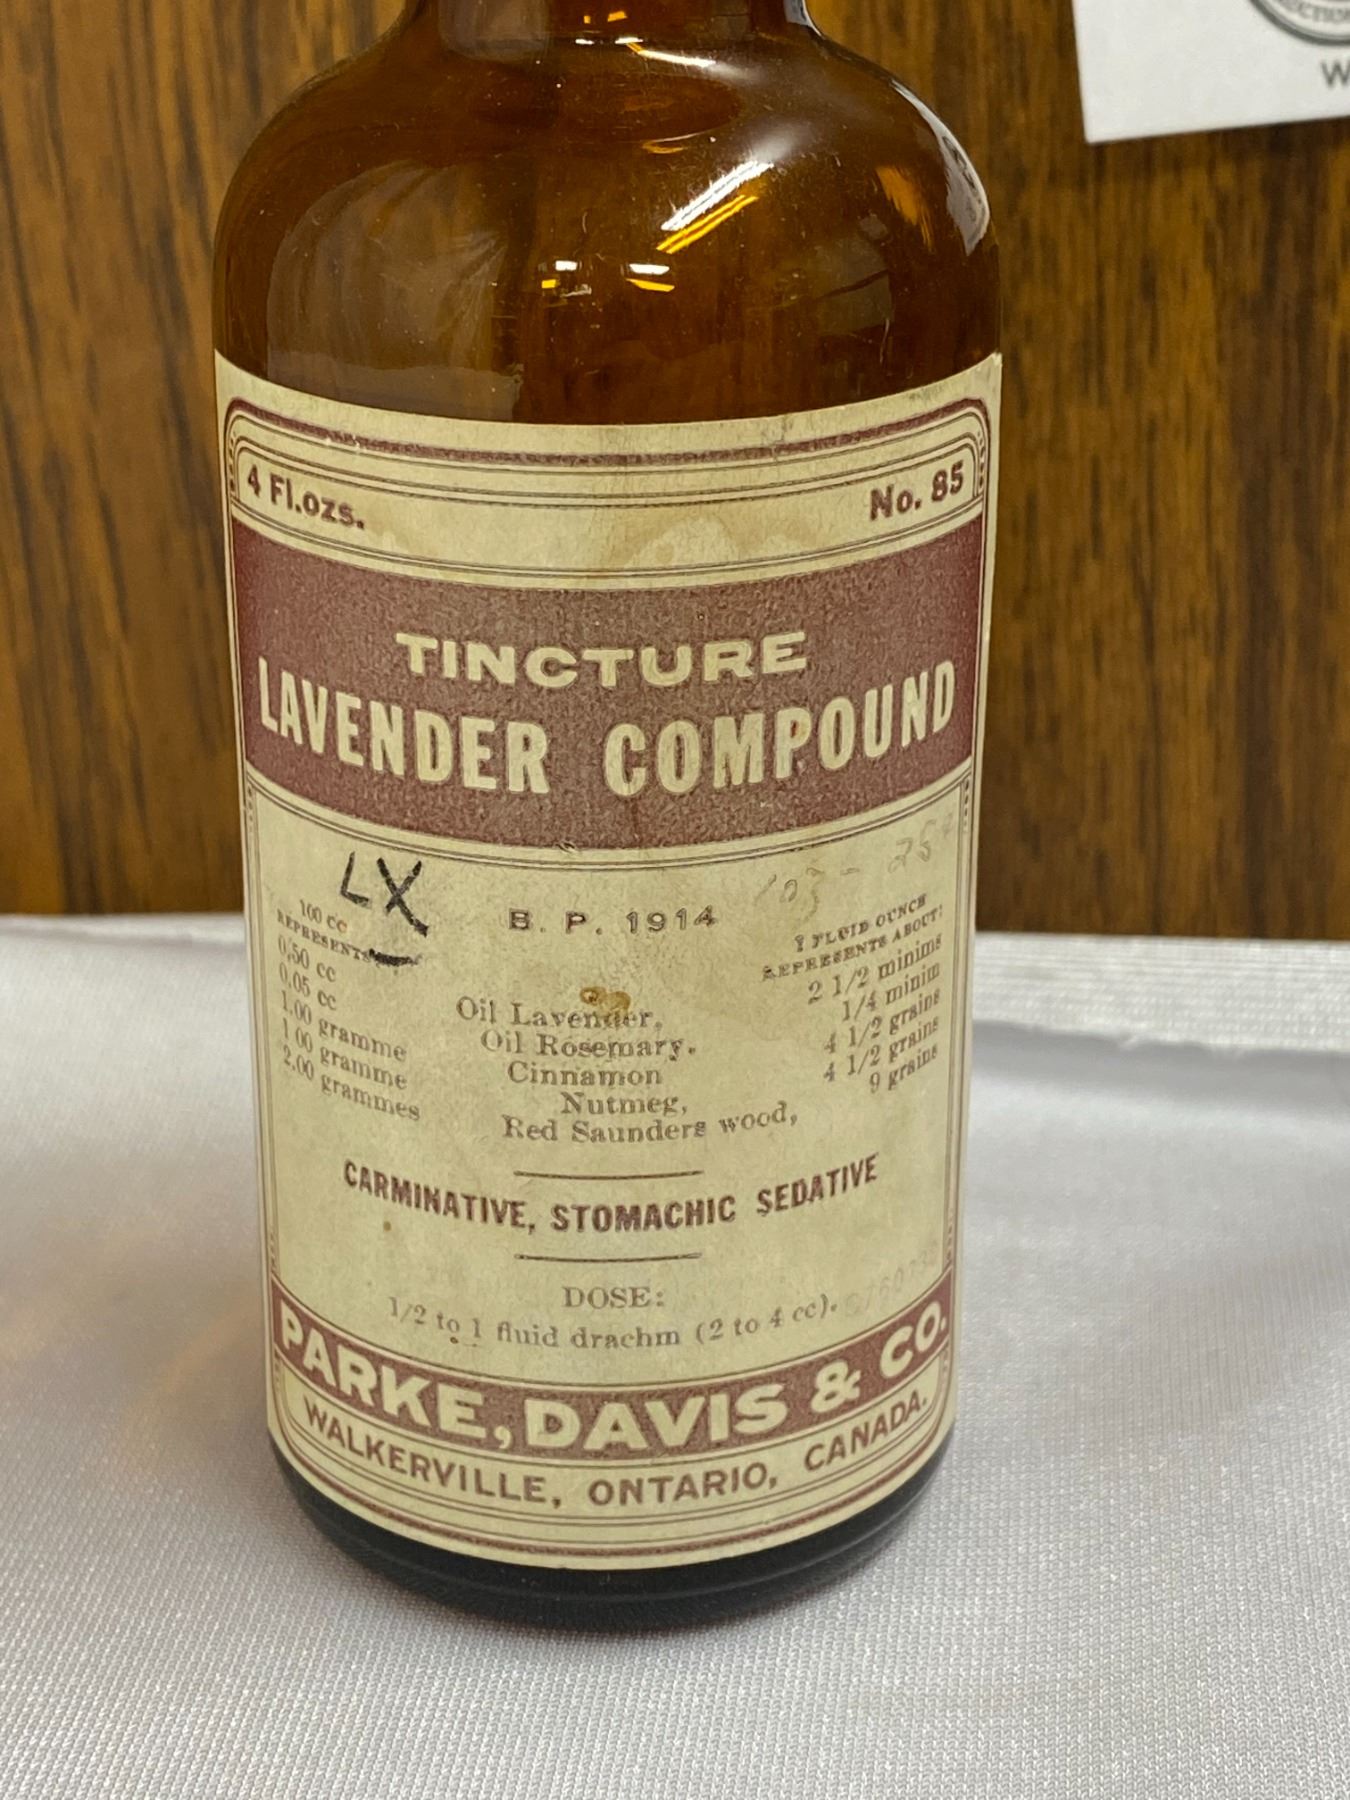 4 Fl.ozs. No. 85
TINCTURE
LAVENDER COMPOUND
LX
B. P. 1914
100 cc
REPRESENTS
1 FLUID OUNCE
REPRESENTS ABOUT:
0,50 cc Oil Lavender, 2 1/2 minims
0,05 cc Oil Rosemary. 1/4 minim
1.00 gramme Cinnamon 4 1/2 grains
1 00 gramme Nutmeg, 4 1/2 grains
2.00 grammes Red Saunders wood, 9 grains
CARMINATIVE, STOMACHIC SEDATIVE
DOSE:
1/2 to 1 fluid drachm (2 to 4 cc).
PARKE, DAVIS & CO.
WALKERVILLE, ONTARIO, CANADA.